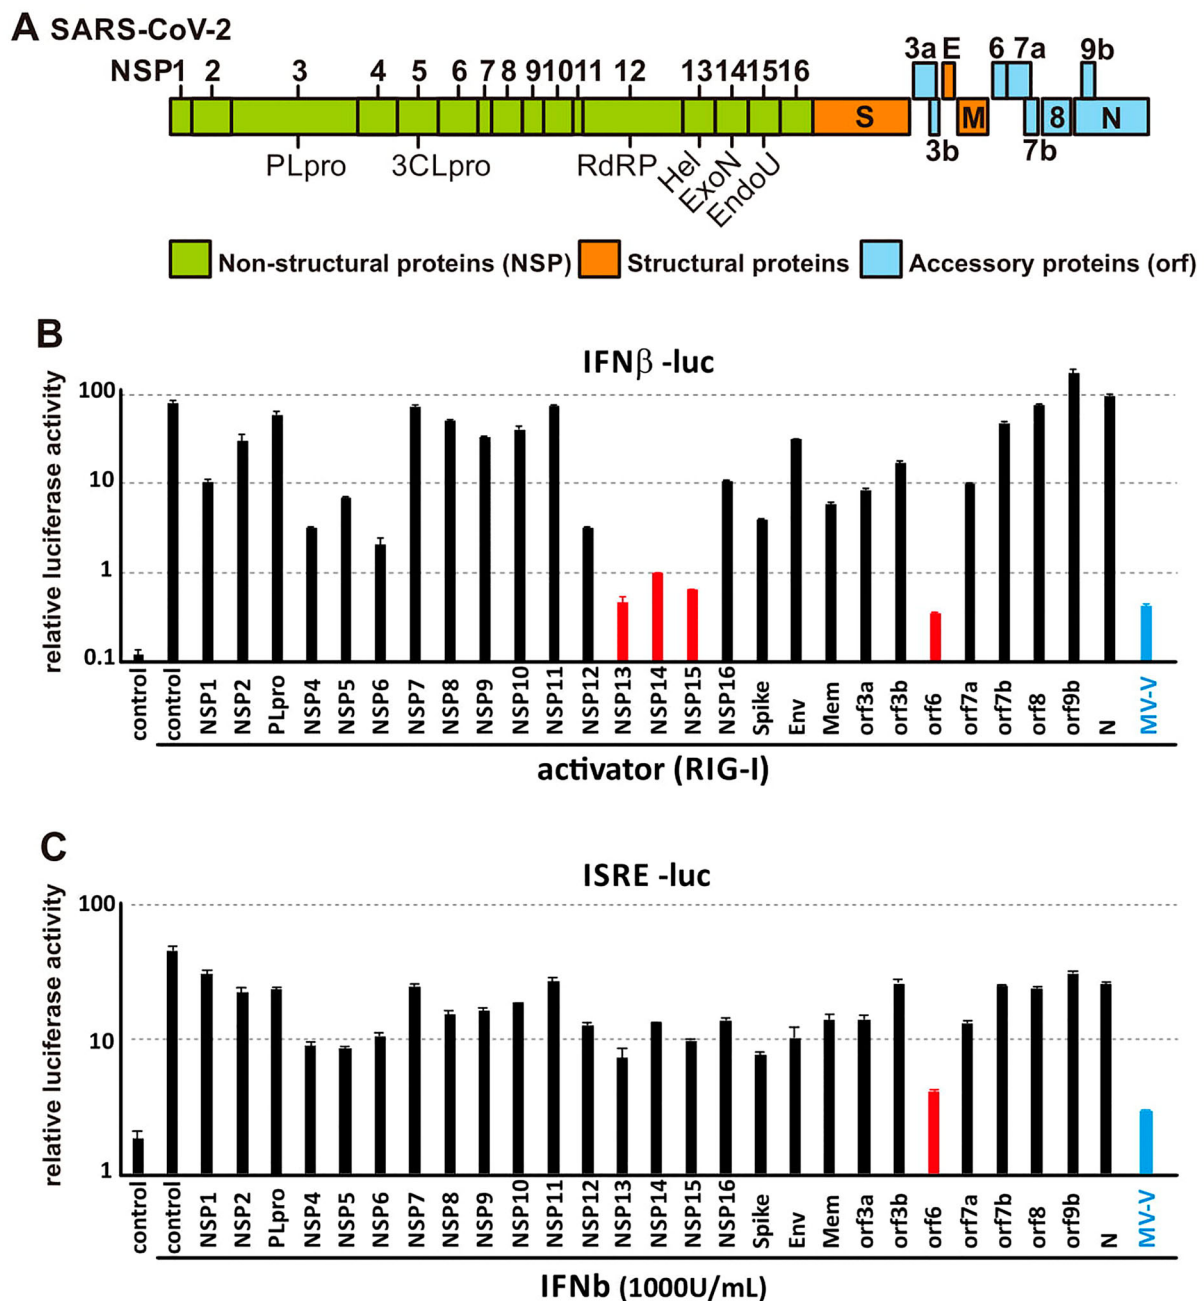 A SARS-CoV-2
NSP1 2 3 4 5 6 7 8 9 10 11 12 13 14 15 16 3a E 6 7a 9b
S M 8 N
3b 7b
PLpro 3CLpro RdRP Hel ExoN EndoU
Non-structural proteins (NSP) Structural proteins Accessory proteins (orf)
B
IFNβ -luc
relative luciferase activity
100
10
1
0.1
control control NSP1 NSP2 PLpro NSP4 NSP5 NSP6 NSP7 NSP8 NSP9 NSP10 NSP11 NSP12 NSP13 NSP14 NSP15 NSP16 Spike Env Mem orf3a orf3b orf6 orf7a orf7b orf8 orf9b N MV-V
activator (RIG-I)
C
ISRE -luc
relative luciferase activity
100
10
1
control control NSP1 NSP2 PLpro NSP4 NSP5 NSP6 NSP7 NSP8 NSP9 NSP10 NSP11 NSP12 NSP13 NSP14 NSP15 NSP16 Spike Env Mem orf3a orf3b orf6 orf7a orf7b orf8 orf9b N MV-V
IFNb (1000U/mL)